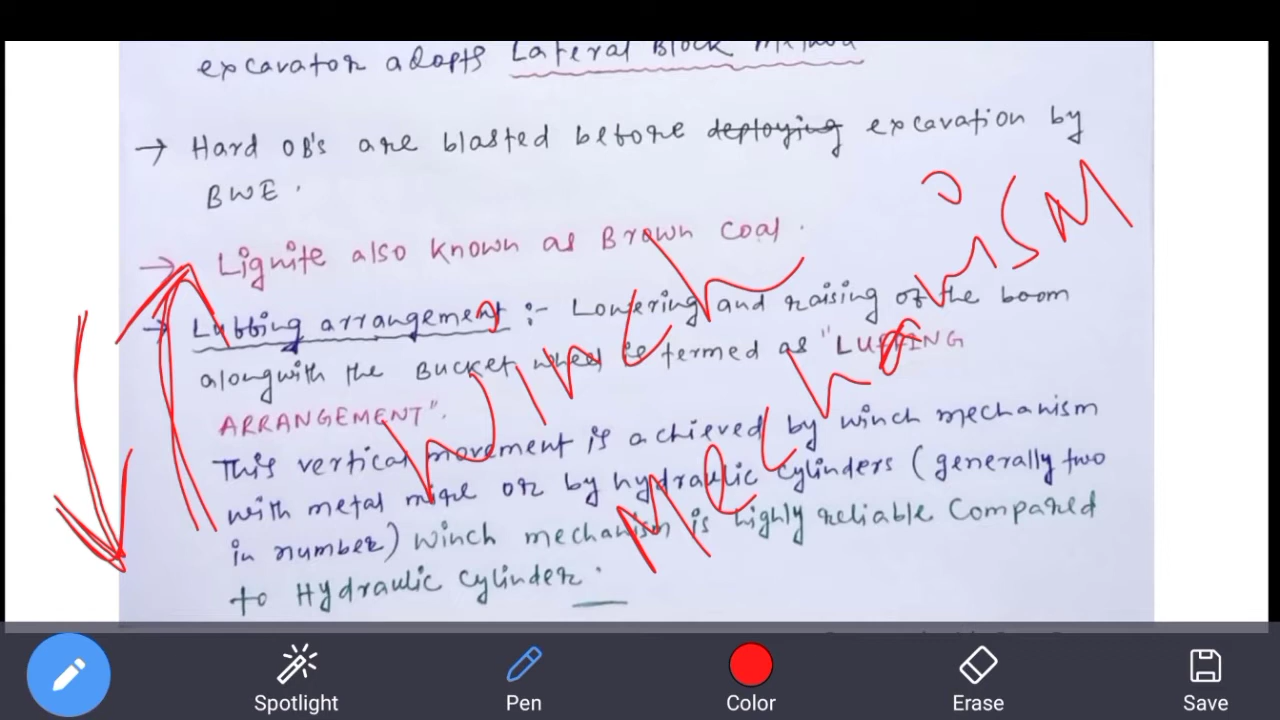 excavator adopts Lateral Block Method
→ Hard OB's are blasted before deploying excavation by
BWE.
→ Lignite also known as Brown coal.
→ Lubbing arrangement :- Lowering and raising of the boom
alongwith the Bucket wheel is termed as "LUFFING
ARRANGEMENT".
This vertical movement is achieved by winch mechanism
with metal or by hydraulic cylinders (generally two
in number) winch mechanism is highly reliable compared
to Hydraulic cylinder.
Winch
Mechanism
Spotlight Pen Color Erase Save